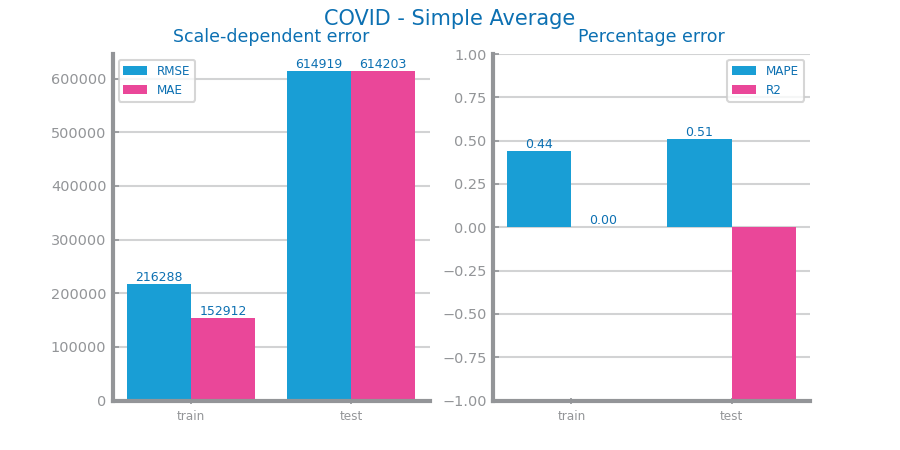 COVID - Simple Average
Scale-dependent error
RMSE
MAE
600000
500000
400000
300000
200000
100000
0
216288
152912
614919
614203
train
test
Percentage error
MAPE
R2
1.00
0.75
0.50
0.25
0.00
−0.25
−0.50
−0.75
−1.00
0.44
0.00
0.51
train
test